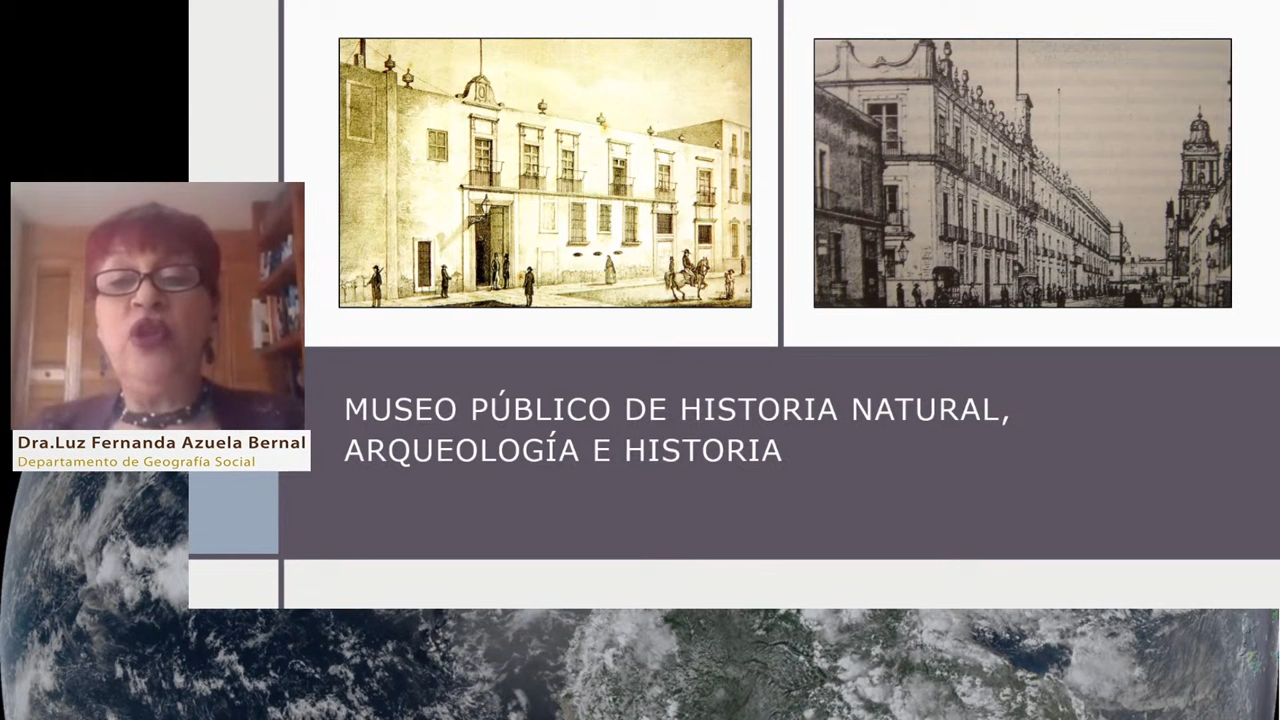 MUSEO PÚBLICO DE HISTORIA NATURAL,
ARQUEOLOGÍA E HISTORIA
Dra.Luz Fernanda Azuela Bernal
Departamento de Geografía Social